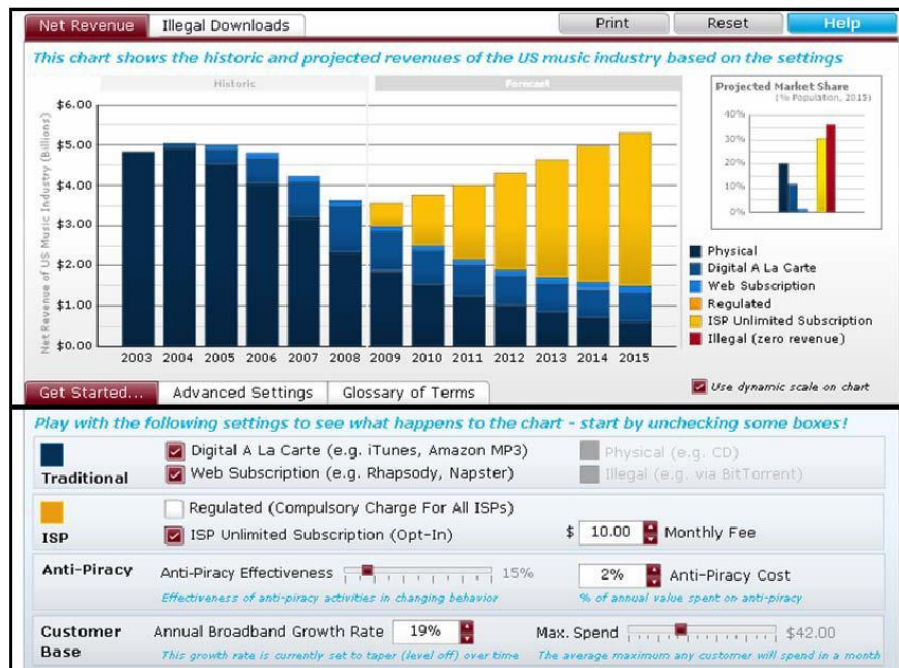 Net Revenue Illegal Downloads Print Reset Help
This chart shows the historic and projected revenues of the US music industry based on the settings
Historic Forecast
Net Revenue of US Music Industry (Billions)
$6.00
$5.00
$4.00
$3.00
$2.00
$1.00
$0.00
2003 2004 2005 2006 2007 2008 2009 2010 2011 2012 2013 2014 2015
Projected Market Share
(% Population, 2015)
40%
30%
20%
10%
0%
Physical
Digital A La Carte
Web Subscription
Regulated
ISP Unlimited Subscription
Illegal (zero revenue)
Use dynamic scale on chart
Get Started... Advanced Settings Glossary of Terms
Play with the following settings to see what happens to the chart - start by unchecking some boxes!
Traditional
Digital A La Carte (e.g. iTunes, Amazon MP3) Physical (e.g. CD)
Web Subscription (e.g. Rhapsody, Napster) Illegal (e.g. via BitTorrent)
ISP
Regulated (Compulsory Charge For All ISPs)
ISP Unlimited Subscription (Opt-In) $ 10.00 Monthly Fee
Anti-Piracy Anti-Piracy Effectiveness 15% 2% Anti-Piracy Cost
Effectiveness of anti-piracy activities in changing behavior % of annual value spent on anti-piracy
Customer Base Annual Broadband Growth Rate 19% Max. Spend $42.00
This growth rate is currently set to taper (level off) over time The average maximum any customer will spend in a month